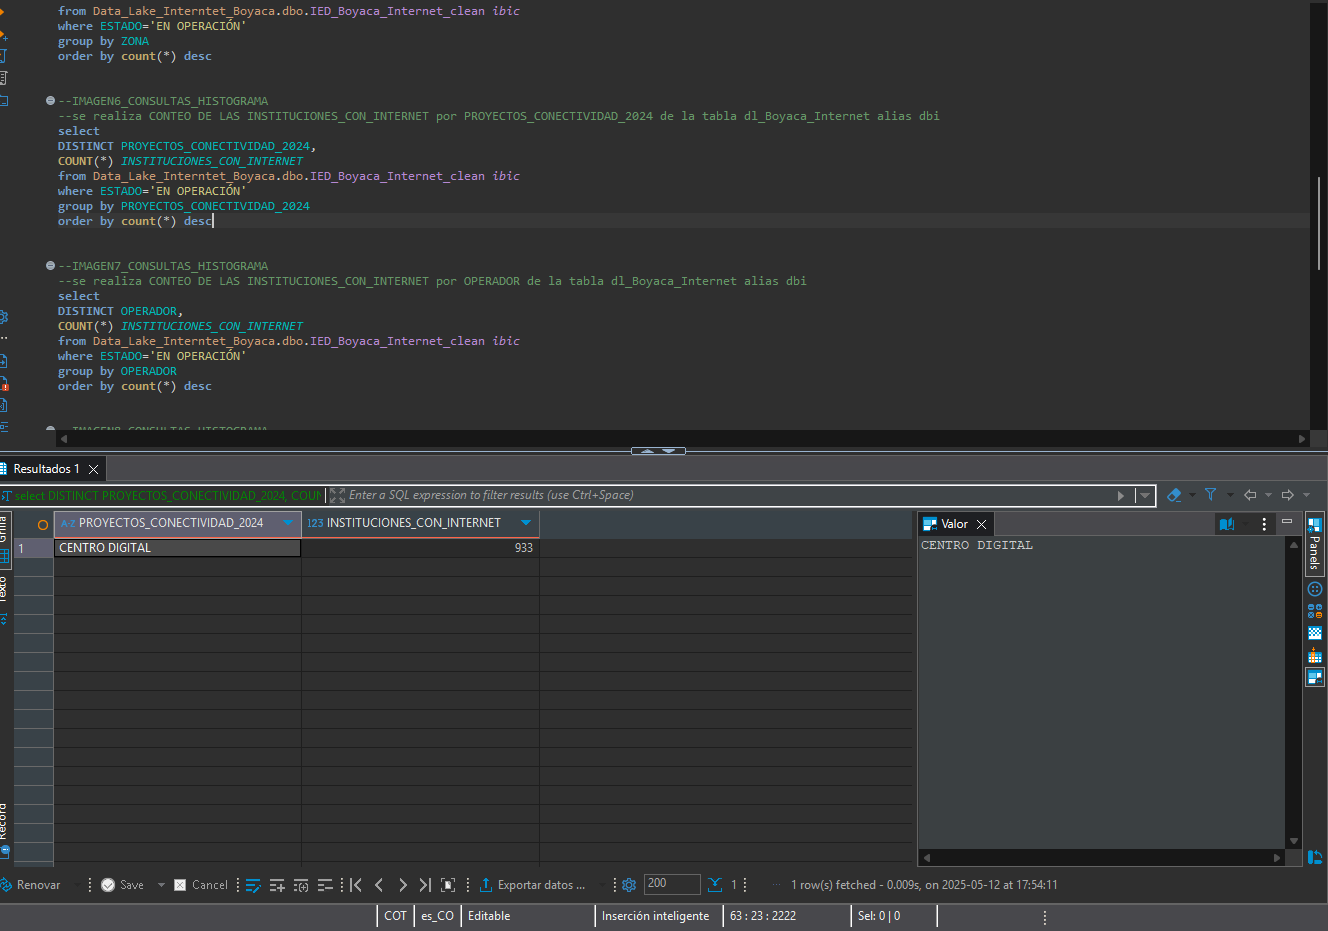 from Data_Lake_Interntet_Boyaca.dbo.IED_Boyaca_Internet_clean ibic
where ESTADO='EN OPERACIÓN'
group by ZONA
order by count(*) desc
--IMAGEN6_CONSULTAS_HISTOGRAMA
--se realiza CONTEO DE LAS INSTITUCIONES_CON_INTERNET por PROYECTOS_CONECTIVIDAD_2024 de la tabla dl_Boyaca_Internet alias dbi
select
DISTINCT PROYECTOS_CONECTIVIDAD_2024,
COUNT(*) INSTITUCIONES_CON_INTERNET
from Data_Lake_Interntet_Boyaca.dbo.IED_Boyaca_Internet_clean ibic
where ESTADO='EN OPERACIÓN'
group by PROYECTOS_CONECTIVIDAD_2024
order by count(*) desc
--IMAGEN7_CONSULTAS_HISTOGRAMA
--se realiza CONTEO DE LAS INSTITUCIONES_CON_INTERNET por OPERADOR de la tabla dl_Boyaca_Internet alias dbi
select
DISTINCT OPERADOR,
COUNT(*) INSTITUCIONES_CON_INTERNET
from Data_Lake_Interntet_Boyaca.dbo.IED_Boyaca_Internet_clean ibic
where ESTADO='EN OPERACIÓN'
group by OPERADOR
order by count(*) desc
Resultados 1
select DISTINCT PROYECTOS_CONECTIVIDAD_2024, COUN Enter a SQL expression to filter results (use Ctrl+Space)
Grilla
Texto
Record
A-Z PROYECTOS_CONECTIVIDAD_2024 123 INSTITUCIONES_CON_INTERNET
1 CENTRO DIGITAL 933
Valor
CENTRO DIGITAL
Panels
Renovar Save Cancel Exportar datos ... 200 1 1 row(s) fetched - 0.009s, on 2025-05-12 at 17:54:11
COT es_CO Editable Inserción inteligente 63 : 23 : 2222 Sel: 0 | 0